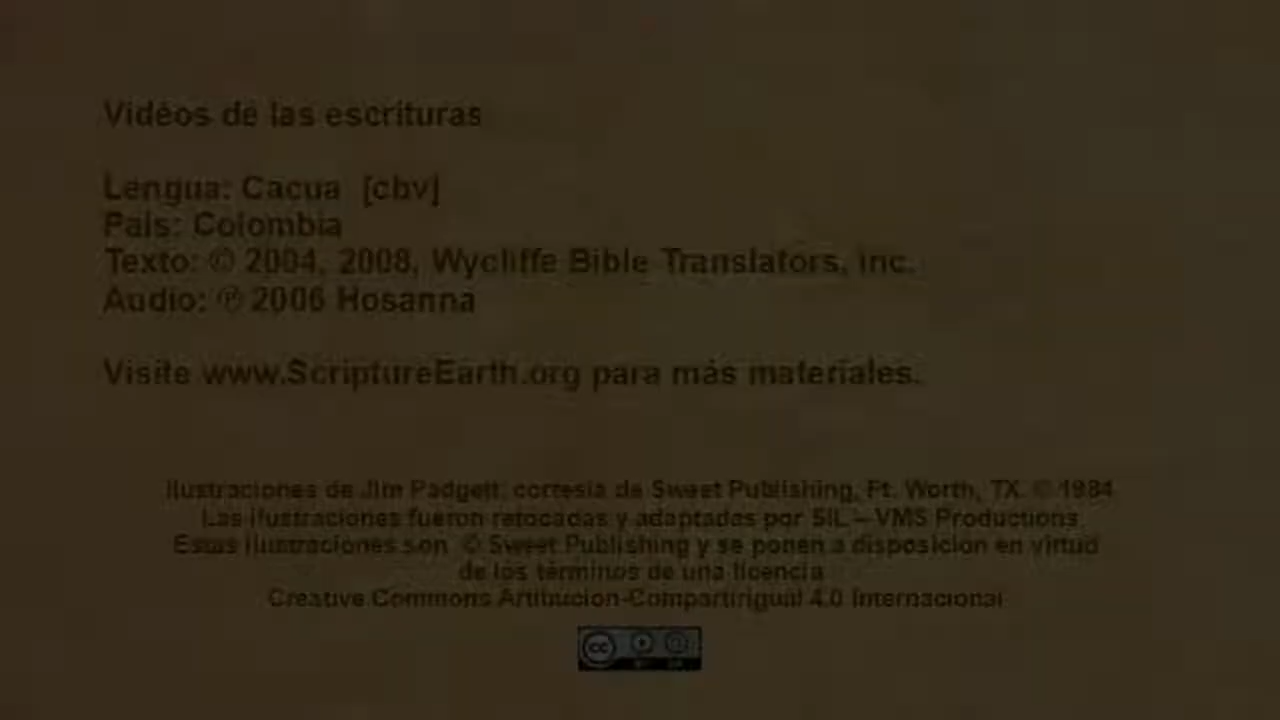 Vidéos de las escrituras
Lengua: Cacua [cbv]
País: Colombia
Texto: © 2004, 2008, Wycliffe Bible Translators, Inc.
Audio: ℗ 2006 Hosanna
Visite www.ScriptureEarth.org para más materiales.
Ilustraciones de Jim Padgett, cortesía de Sweet Publishing, Ft. Worth, TX. © 1984
Las ilustraciones fueron retocadas y adaptadas por SIL – VMS Productions
Estas ilustraciones son © Sweet Publishing y se ponen a disposición en virtud
de los términos de una licencia
Creative Commons Artibución-CompartirIgual 4.0 Internacional
cc